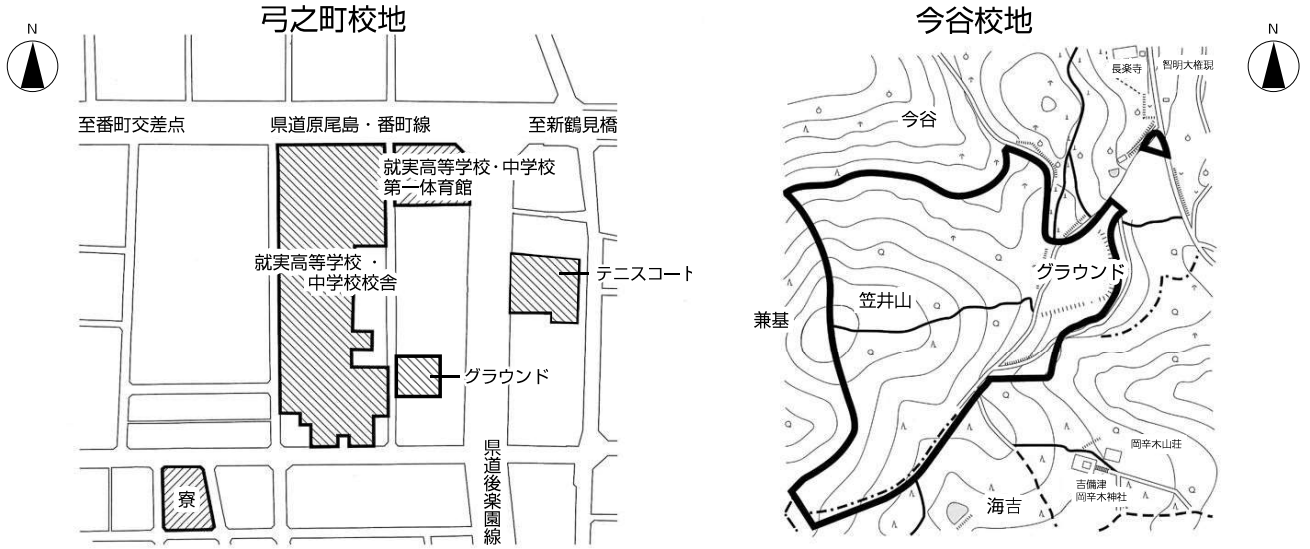 弓之町校地
N
至番町交差点
県道原尾島・番町線
至新鶴見橋
就実高等学校・中学校
第一体育館
就実高等学校・
中学校校舎
テニスコート
グラウンド
寮
県道後楽園線
今谷校地
N
長楽寺
智明大権現
今谷
グラウンド
笠井山
兼基
岡辛木山荘
吉備津
岡辛木神社
海吉